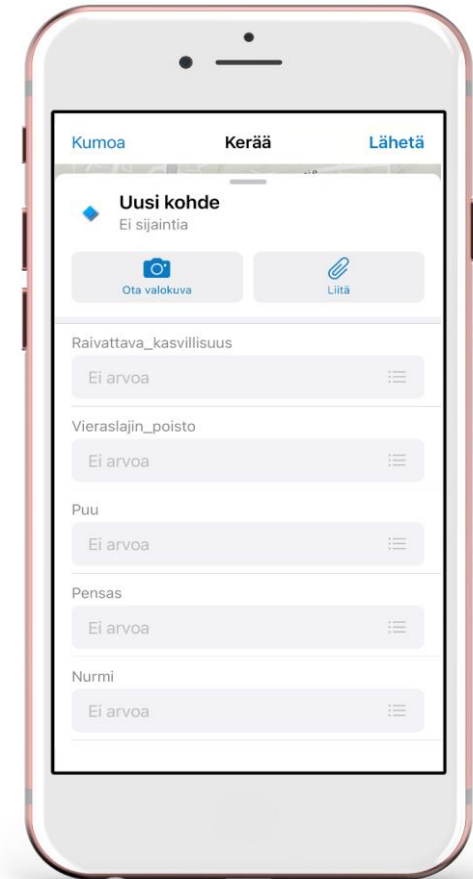 Kumoa Kerää Lähetä
Uusi kohde
Ei sijaintia
Ota valokuva Liitä
Raivattava_kasvillisuus
Ei arvoa
Vieraslajin_poisto
Ei arvoa
Puu
Ei arvoa
Pensas
Ei arvoa
Nurmi
Ei arvoa